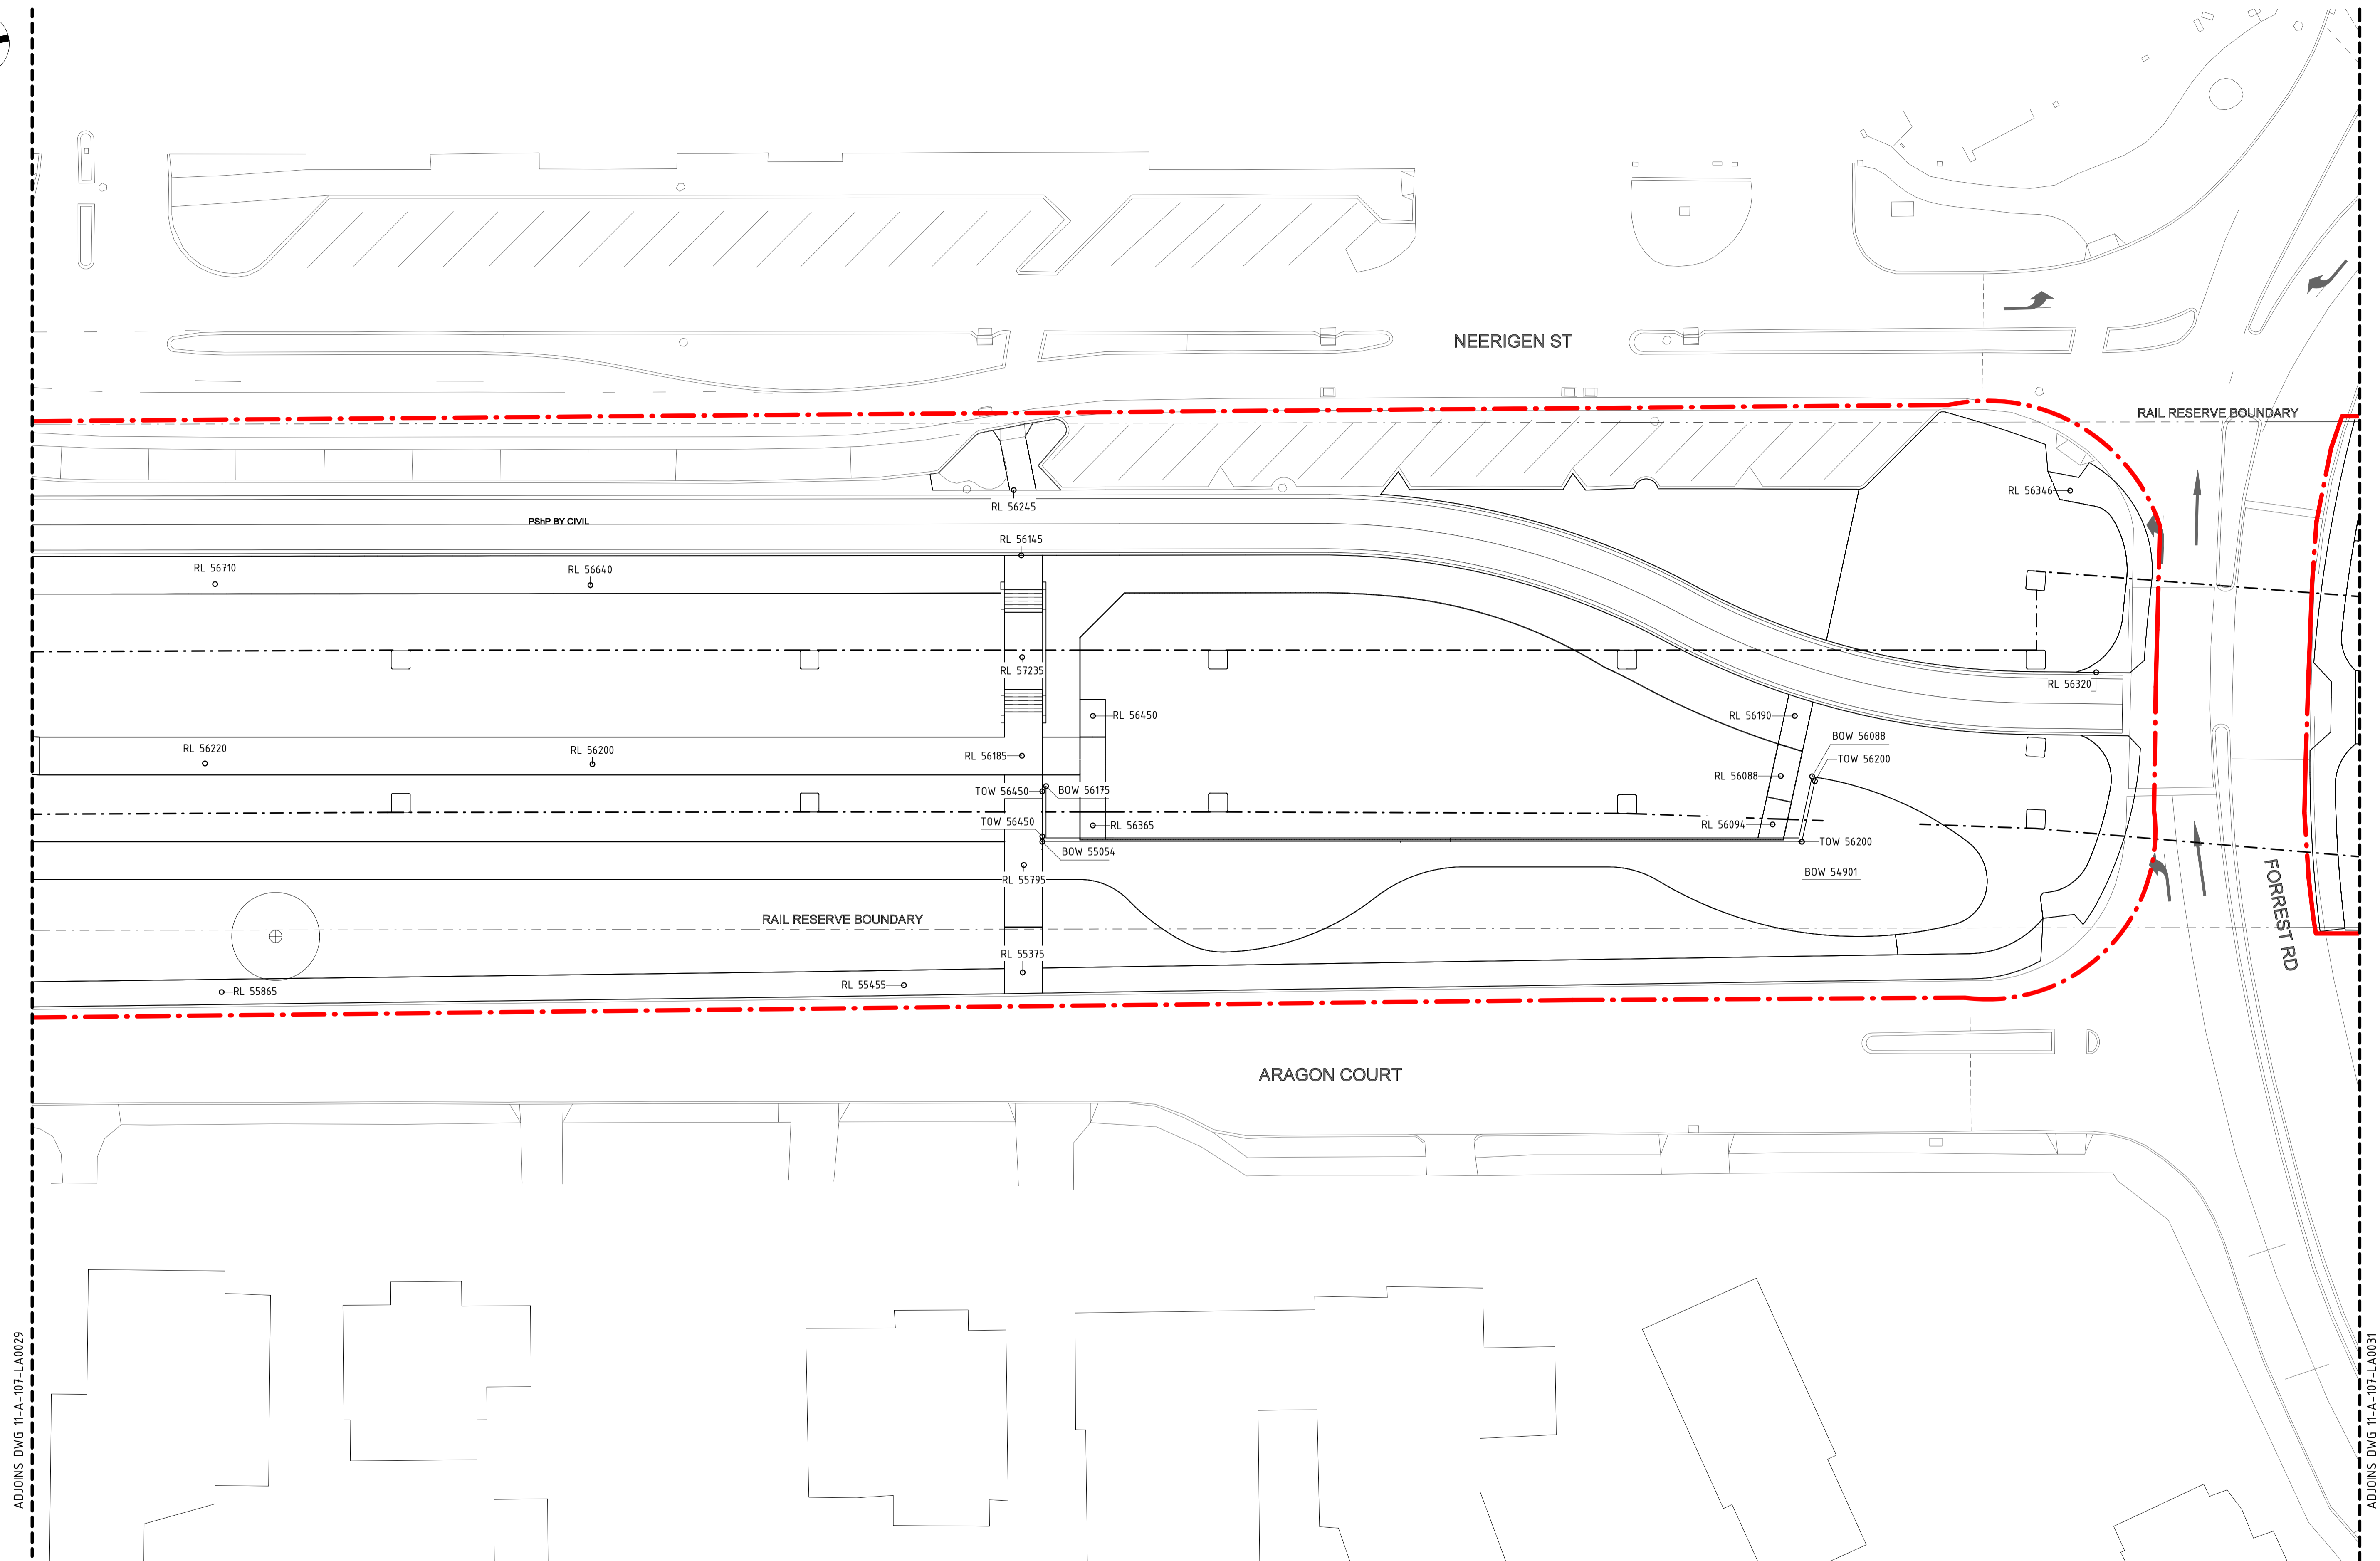 NEERIGEN ST
RAIL RESERVE BOUNDARY
RL 56346
RL 56245
PShP BY CIVIL
RL 56145
RL 56710
RL 56640
RL 57235
RL 56320
RL 56450
RL 56190
BOW 56088
TOW 56200
RL 56220
RL 56200
RL 56185
RL 56088
TOW 56450
BOW 56175
TOW 56450
RL 56365
RL 56094
TOW 56200
BOW 55054
BOW 54901
RL 55795
FORREST RD
RAIL RESERVE BOUNDARY
RL 55375
RL 55865
RL 55455
ARAGON COURT
ADJOINS DWG 11-A-107-LA0029
ADJOINS DWG 11-A-107-LA0031